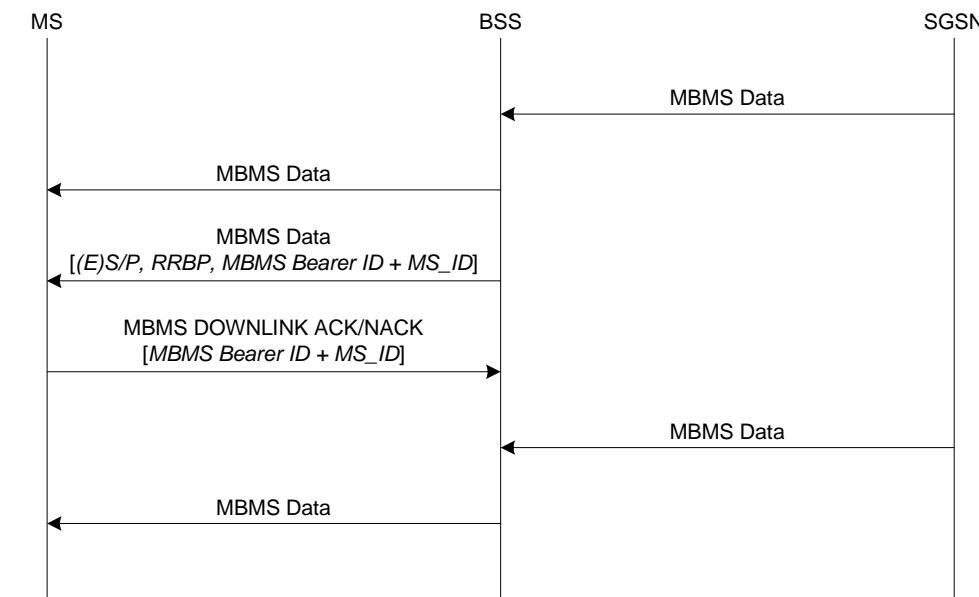 MS
BSS
SGSN
MBMS Data
MBMS Data
MBMS Data
[(E)S/P, RRBP, MBMS Bearer ID + MS_ID]
MBMS DOWNLINK ACK/NACK
[MBMS Bearer ID + MS_ID]
MBMS Data
MBMS Data